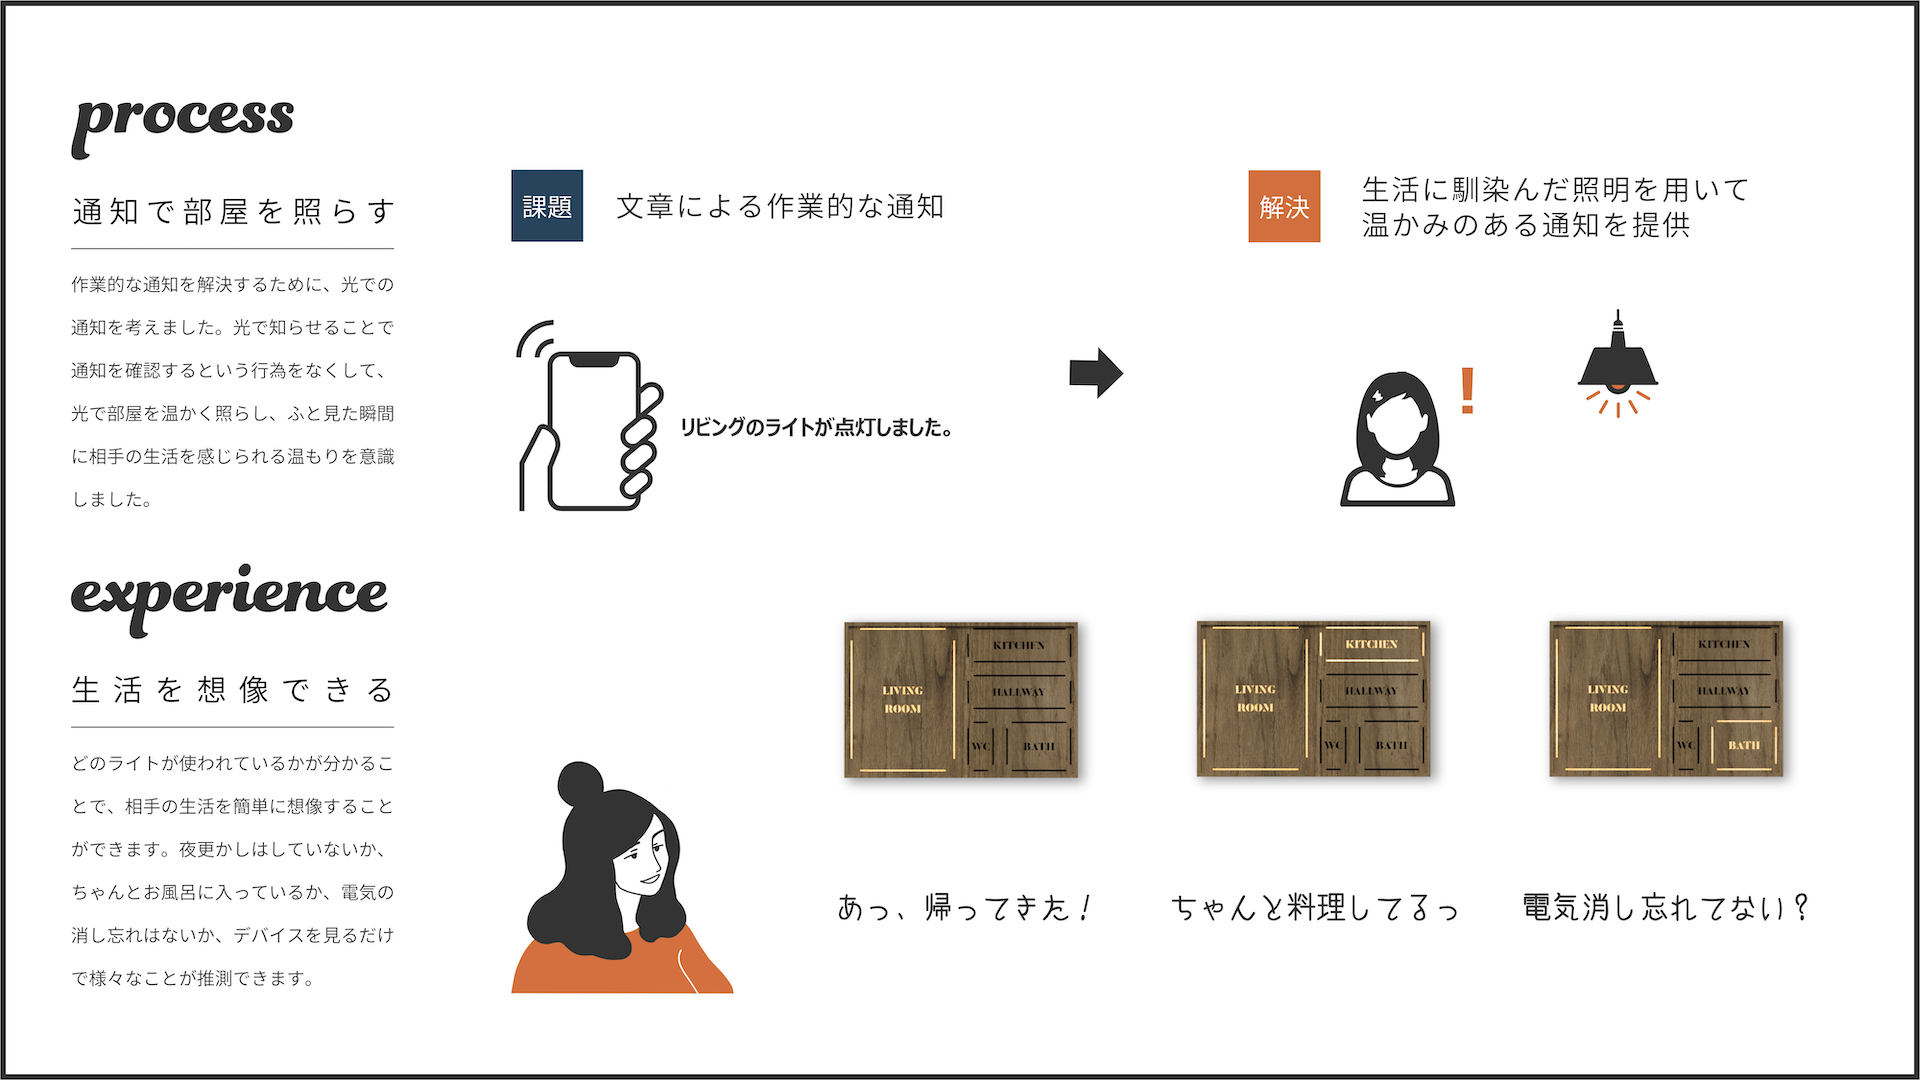 process
通知で部屋を照らす
作業的な通知を解決するために、光での
通知を考えました。光で知らせることで
通知を確認するという行為をなくして、
光で部屋を温かく照らし、ふと見た瞬間
に相手の生活を感じられる温もりを意識
しました。
課題
文章による作業的な通知
リビングのライトが点灯しました。
解決
生活に馴染んだ照明を用いて
温かみのある通知を提供
!
experience
生活を想像できる
どのライトが使われているかが分かるこ
とで、相手の生活を簡単に想像すること
ができます。夜更かしはしていないか、
ちゃんとお風呂に入っているか、電気の
消し忘れはないか、デバイスを見るだけ
で様々なことが推測できます。
LIVING
ROOM
KITCHEN
HALLWAY
WC
BATH
あっ、帰ってきた!
LIVING
ROOM
KITCHEN
HALLWAY
WC
BATH
ちゃんと料理してるっ
LIVING
ROOM
KITCHEN
HALLWAY
WC
BATH
電気消し忘れてない?